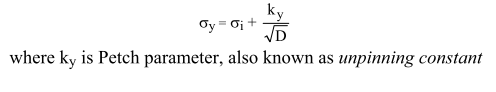 σy = σi + ky/√D
where ky is Petch parameter, also known as unpinning constant